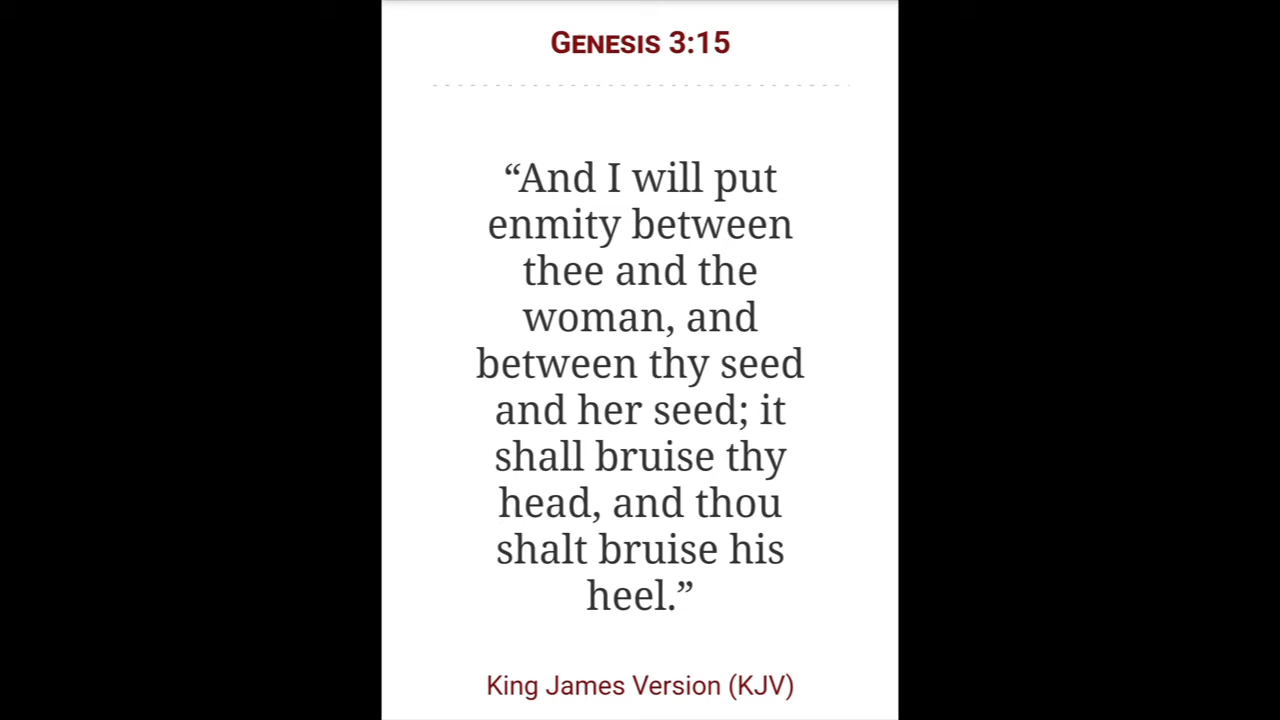 GENESIS 3:15
“And I will put
enmity between
thee and the
woman, and
between thy seed
and her seed; it
shall bruise thy
head, and thou
shalt bruise his
heel.”
King James Version (KJV)